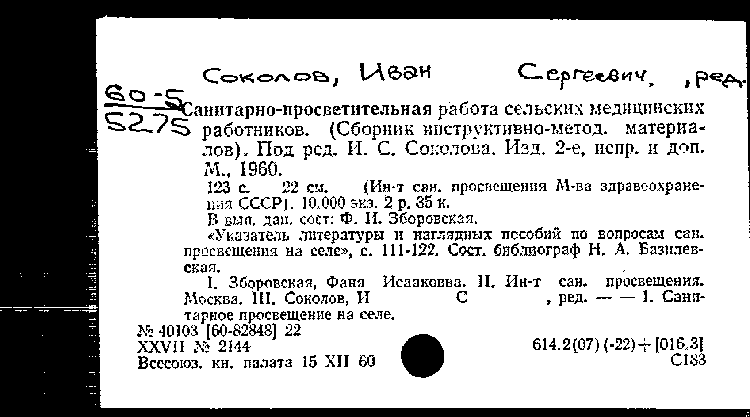 Соколов, Иван Сергеевич, , ред.
60-5
5275
Санитарно-просветительная работа сельских медицинских
работников. (Сборник инструктивно-метод. материа-
лов). Под ред. И. С. Соколова. Изд. 2-е, испр. и доп.
М., 1960.
123 с. 22 см. (Ин-т сан. просвещения М-ва здравоохране-
ния СССР). 10.000 экз. 2 р. 35 к.
В вып. дан. сост: Ф. И. Зборовская.
«Указатель литературы и наглядных пособий по вопросам сан.
просвещения на селе», с. 111-122. Сост. библиограф Н. А. Базилев-
ская.
I. Зборовская, Фаня Исааковна. II. Ин-т сан. просвещения.
Москва. III. Соколов, И С , ред. — — 1. Сани-
тарное просвещение на селе.
№ 40103 [60-82848] 22
XXVII № 2144 614.2(07)(-22)+[016.3]
Всесоюз. кн. палата 15 XII 60 С183